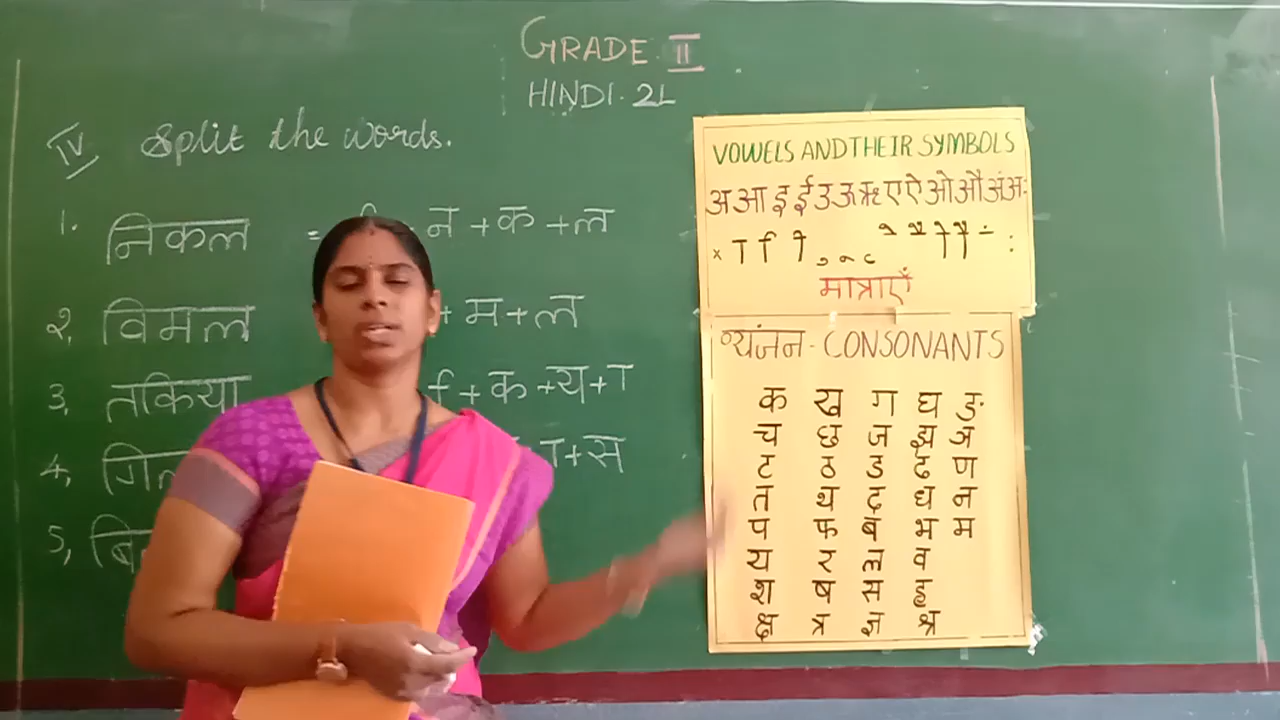 GRADE - II
HINDI - 2L
IV Split the words.
1. निकल = ि + न + क + ल
2. विमल + म + ल
3. तकिया ि + क + य + ा
4. गि ा + स
5. बि
VOWELS AND THEIR SYMBOLS
अ आ इ ई उ ऊ ऋ ए ऐ ओ औ अं अः
× ा ि ी ु ू ृ े ै ो ौ ं ः
मात्राएँ
व्यंजन - CONSONANTS
क ख ग घ ङ
च छ ज झ ञ
ट ठ ड ढ ण
त थ द ध न
प फ ब भ म
य र ल व
श ष स ह
क्ष त्र ज्ञ श्र